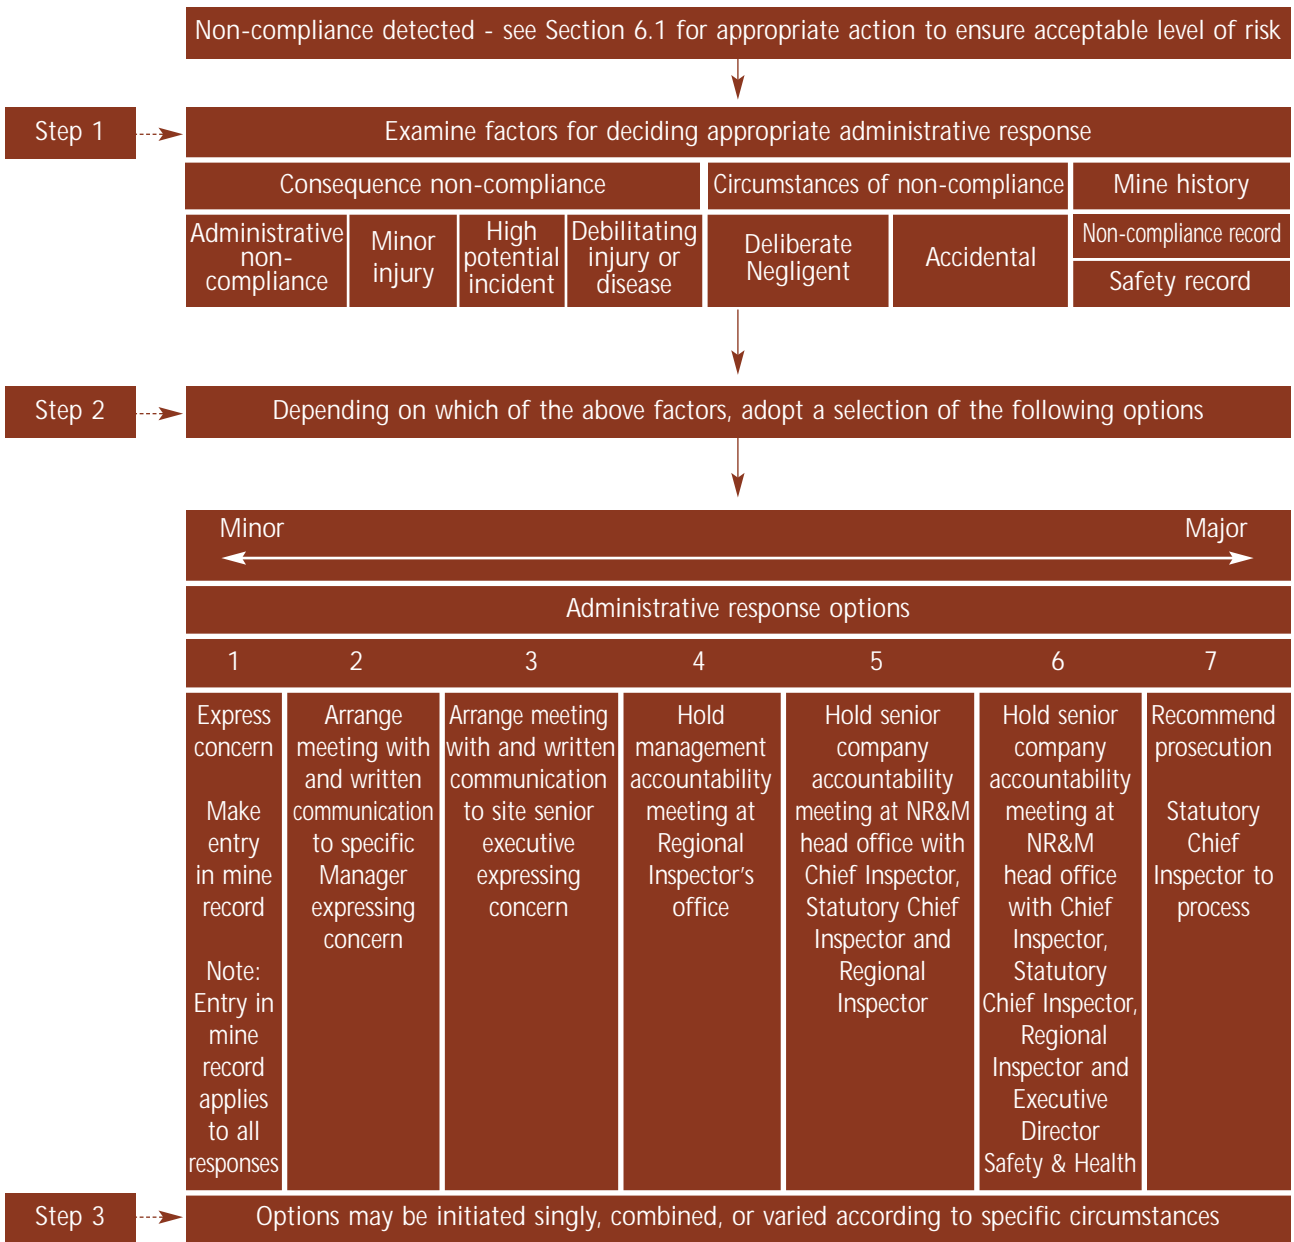 Non-compliance detected - see Section 6.1 for appropriate action to ensure acceptable level of risk
Step 1
Examine factors for deciding appropriate administrative response
Consequence non-compliance
Circumstances of non-compliance
Mine history
Administrative
non-
compliance
Minor
injury
High
potential
incident
Debilitating
injury or
disease
Deliberate
Negligent
Accidental
Non-compliance record
Safety record
Step 2
Depending on which of the above factors, adopt a selection of the following options
Minor
Major
Administrative response options
1
2
3
4
5
6
7
Express
concern
Make
entry
in mine
record
Note:
Entry in
mine
record
applies
to all
responses
Arrange
meeting with
and written
communication
to specific
Manager
expressing
concern
Arrange meeting
with and written
communication
to site senior
executive
expressing
concern
Hold
management
accountability
meeting at
Regional
Inspector's
office
Hold senior
company
accountability
meeting at NR&M
head office with
Chief Inspector,
Statutory Chief
Inspector and
Regional
Inspector
Hold senior
company
accountability
meeting at
NR&M
head office
with Chief
Inspector,
Statutory
Chief Inspector,
Regional
Inspector and
Executive
Director
Safety & Health
Recommend
prosecution
Statutory
Chief
Inspector to
process
Step 3
Options may be initiated singly, combined, or varied according to specific circumstances